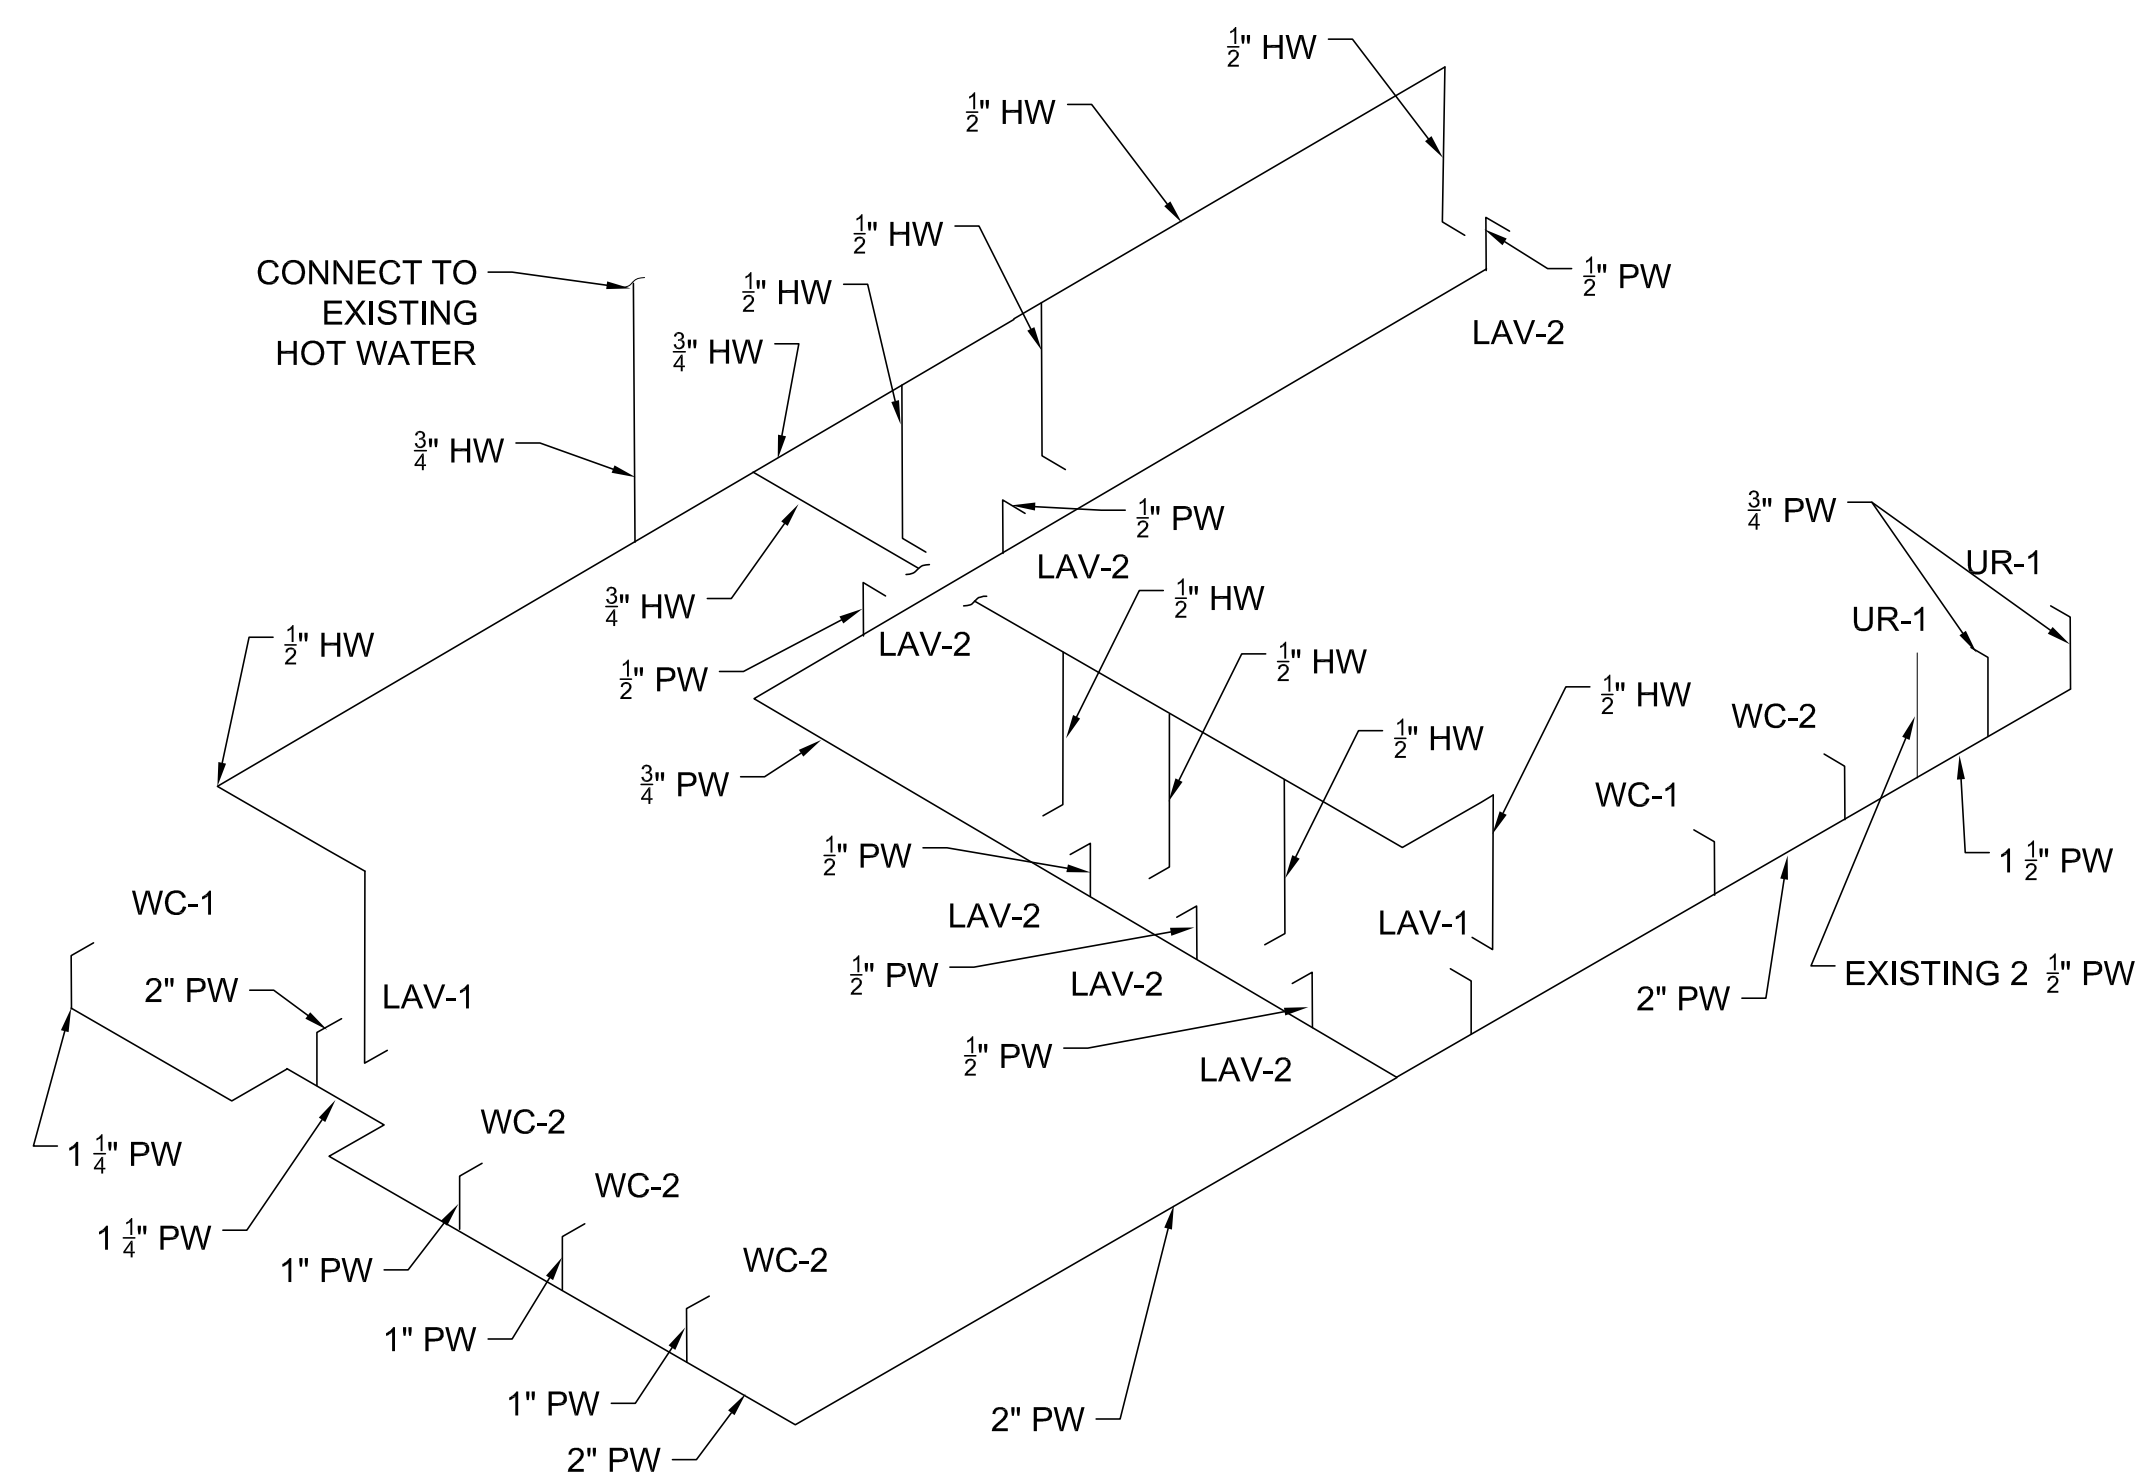 ½" HW
½" HW
½" HW
CONNECT TO
EXISTING
HOT WATER
½" HW
½" PW
LAV-2
¾" HW
¾" HW
¾" PW
½" PW
UR-1
LAV-2
¾" HW
½" HW
UR-1
½" HW
LAV-2
½" HW
½" PW
½" HW
WC-2
½" HW
¾" PW
WC-1
½" PW
1 ½" PW
WC-1
LAV-2
LAV-1
½" PW
EXISTING 2 ½" PW
2" PW
LAV-1
LAV-2
2" PW
½" PW
LAV-2
WC-2
1 ¼" PW
WC-2
1 ¼" PW
WC-2
1" PW
1" PW
1" PW
2" PW
2" PW